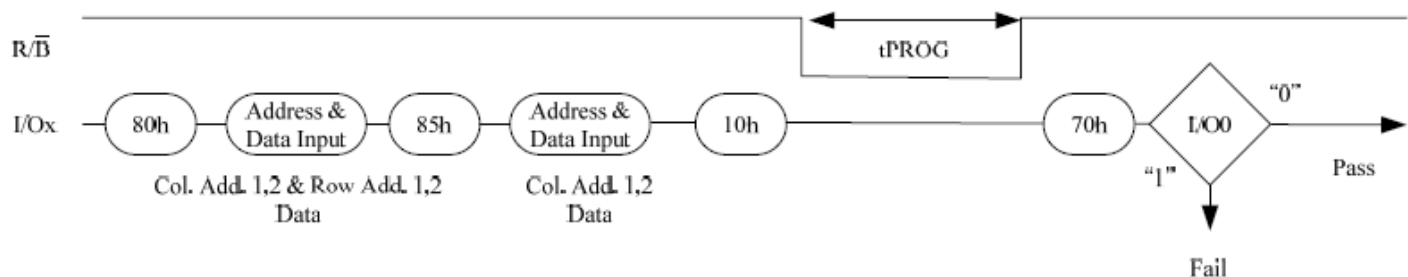 R/B̅
tPROG
I/Ox
80h
Address &
Data Input
85h
Address &
Data Input
10h
70h
I/O0
“0”
“1”
Pass
Col. Add. 1,2 & Row Add. 1,2
Data
Col. Add. 1,2
Data
Fail